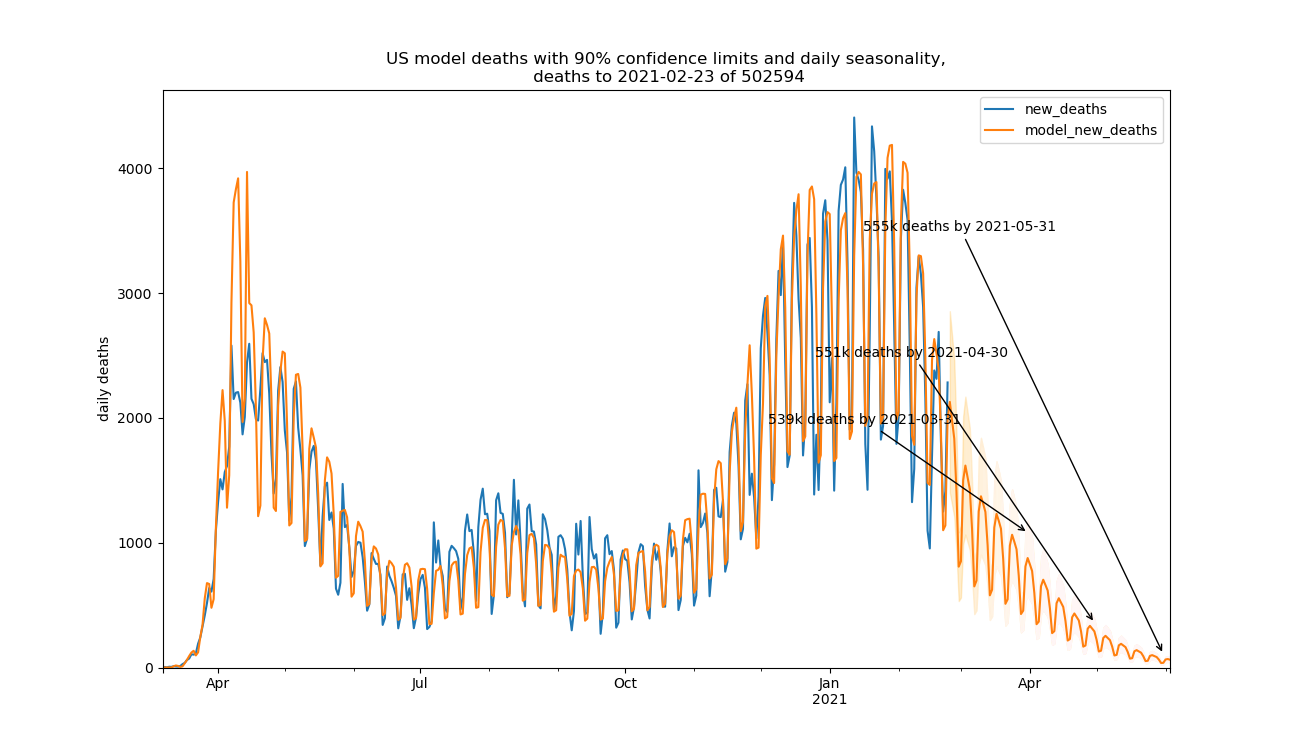 US model deaths with 90% confidence limits and daily seasonality,
deaths to 2021-02-23 of 502594
new_deaths
model_new_deaths
4000
3000
2000
1000
0
daily deaths
555k deaths by 2021-05-31
551k deaths by 2021-04-30
539k deaths by 2021-03-31
Apr
Jul
Oct
Jan
2021
Apr